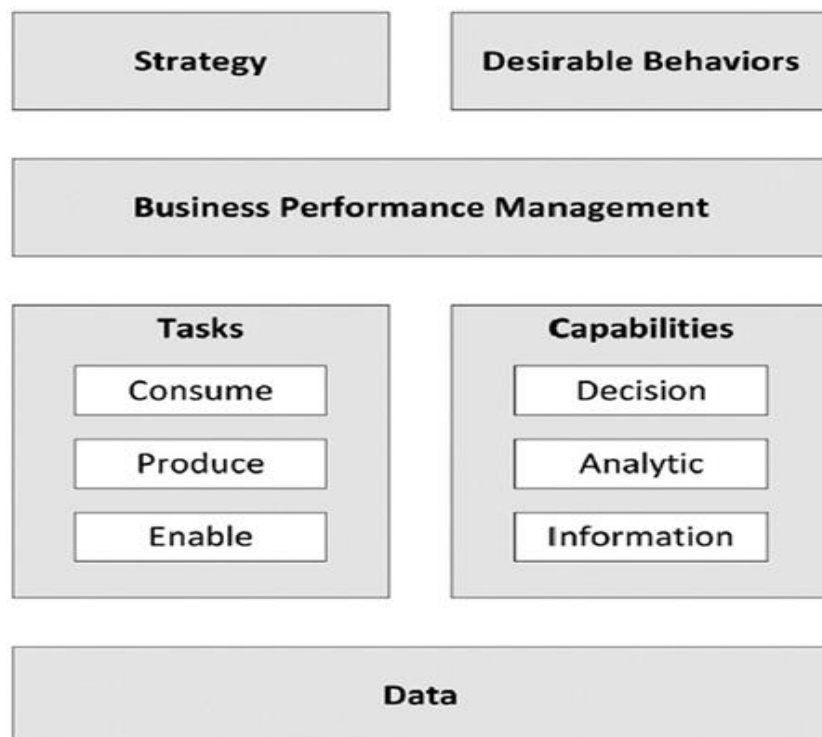 Strategy
Desirable Behaviors
Business Performance Management
Tasks
Consume
Produce
Enable
Capabilities
Decision
Analytic
Information
Data